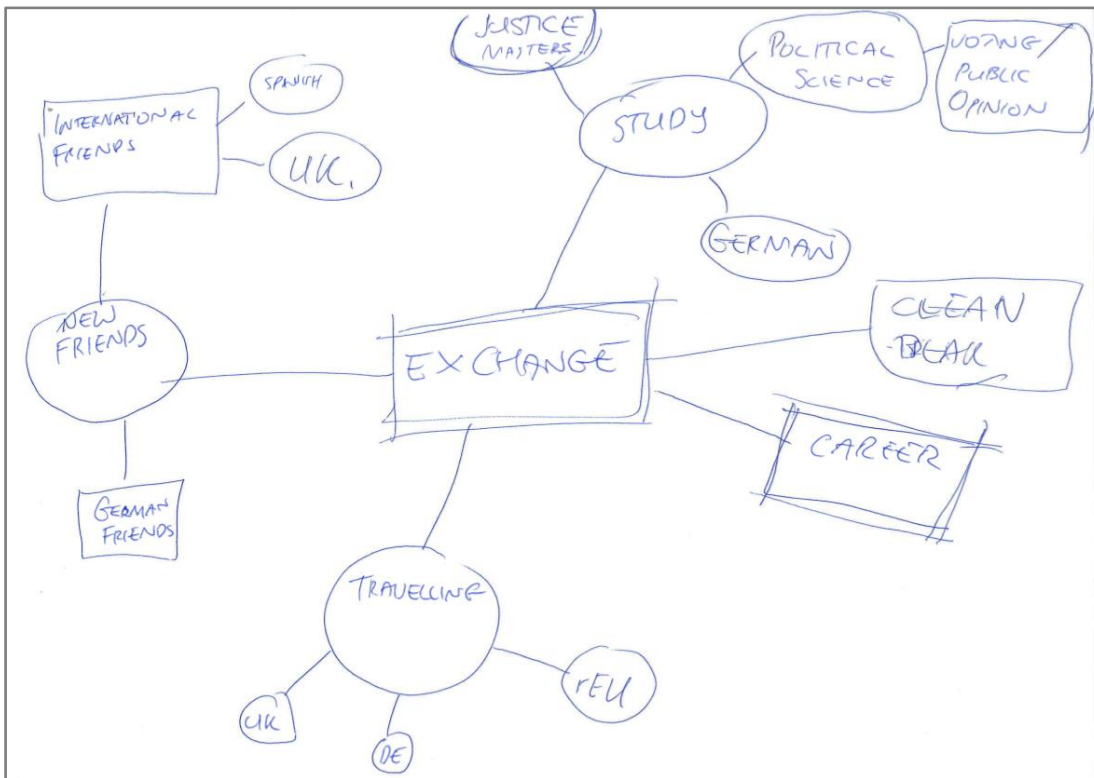 JUSTICE
MASTERS
POLITICAL
SCIENCE
VOTING/
PUBLIC
OPINION
STUDY
GERMAN
SPANISH
INTERNATIONAL
FRIENDS
UK.
NEW
FRIENDS
GERMAN
FRIENDS
EXCHANGE
CLEAN
BREAK
CAREER
TRAVELLING
UK
DE
rEU